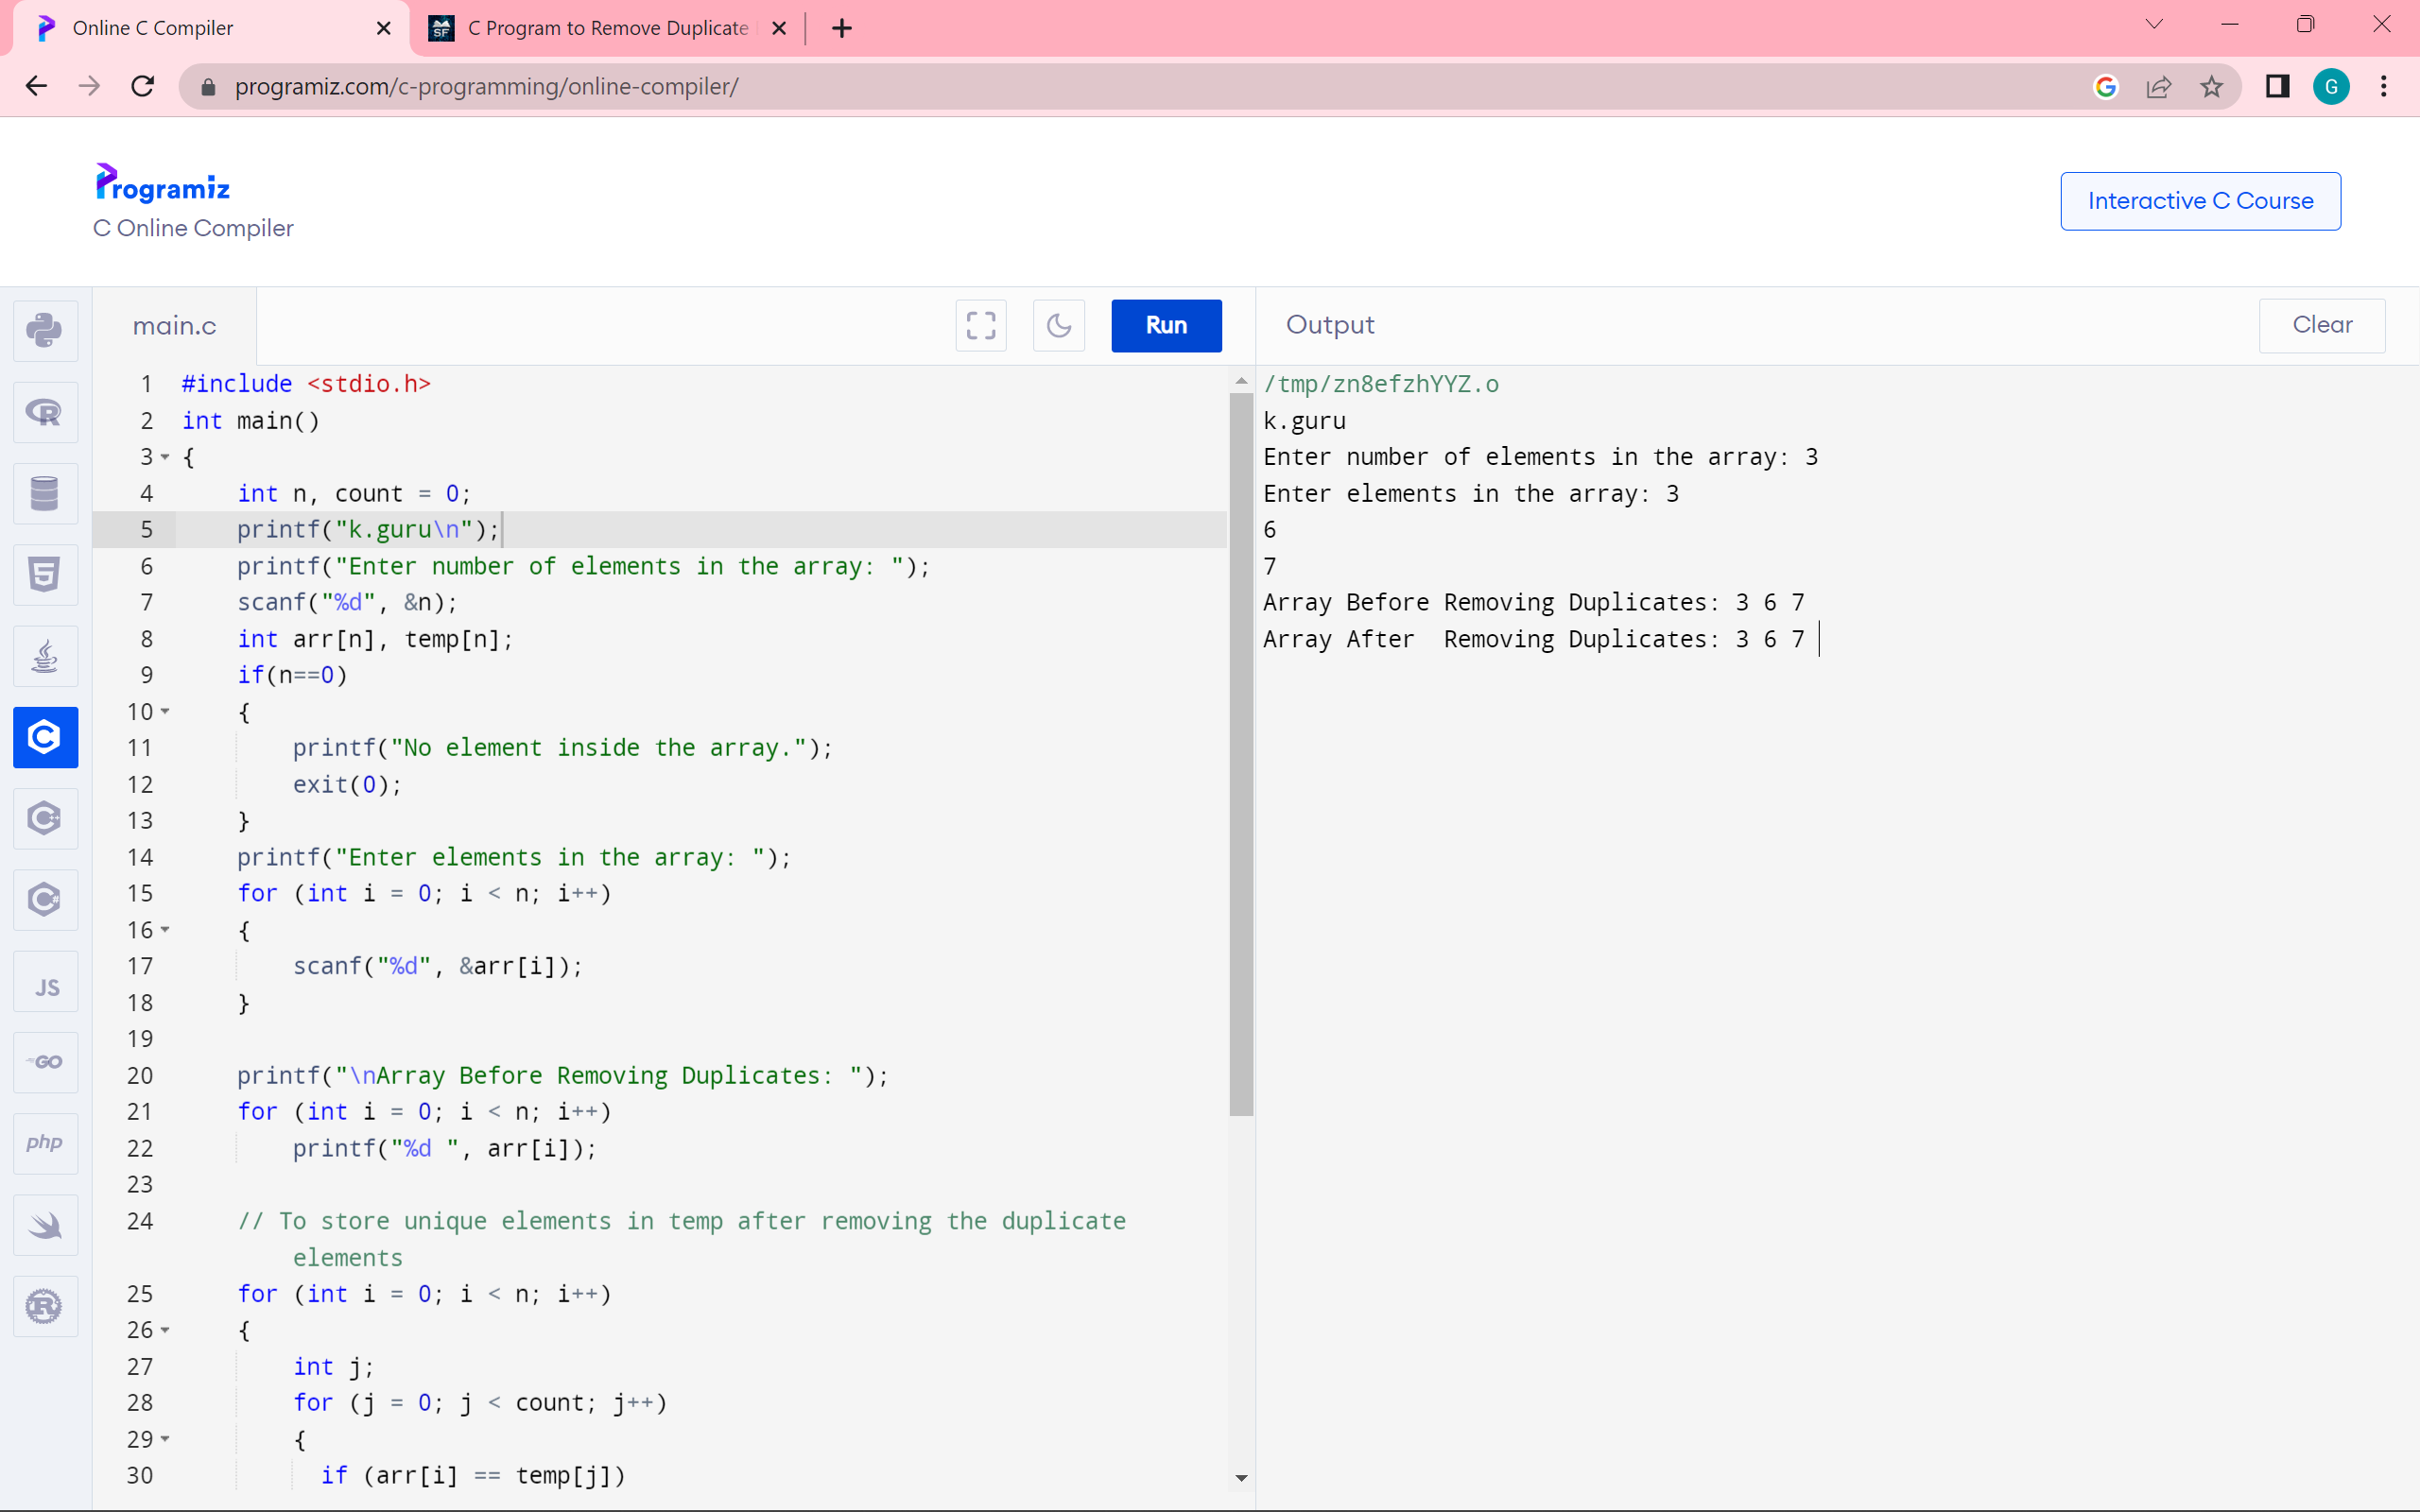 Online C Compiler
C Program to Remove Duplicate
programiz.com/c-programming/online-compiler/
G
Programiz
C Online Compiler
Interactive C Course
main.c
Run
Output
Clear
1 #include <stdio.h>
2 int main()
3 {
4     int n, count = 0;
5     printf("k.guru\n");
6     printf("Enter number of elements in the array: ");
7     scanf("%d", &n);
8     int arr[n], temp[n];
9     if(n==0)
10     {
11         printf("No element inside the array.");
12         exit(0);
13     }
14     printf("Enter elements in the array: ");
15     for (int i = 0; i < n; i++)
16     {
17         scanf("%d", &arr[i]);
18     }
19
20     printf("\nArray Before Removing Duplicates: ");
21     for (int i = 0; i < n; i++)
22         printf("%d ", arr[i]);
23
24     // To store unique elements in temp after removing the duplicate
        elements
25     for (int i = 0; i < n; i++)
26     {
27         int j;
28         for (j = 0; j < count; j++)
29         {
30           if (arr[i] == temp[j])
/tmp/zn8efzhYYZ.o
k.guru
Enter number of elements in the array: 3
Enter elements in the array: 3
6
7
Array Before Removing Duplicates: 3 6 7
Array After  Removing Duplicates: 3 6 7
SF
R
5
C
C++
C#
JS
GO
php
R